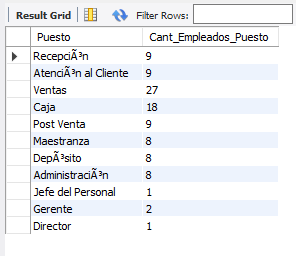 Result Grid Filter Rows:
Puesto Cant_Empleados_Puesto
RecepciÃ³n 9
AtenciÃ³n al Cliente 9
Ventas 27
Caja 18
Post Venta 9
Maestranza 8
DepÃ³sito 8
AdministraciÃ³n 8
Jefe del Personal 1
Gerente 2
Director 1